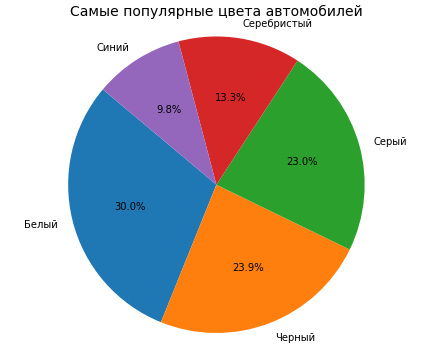 Самые популярные цвета автомобилей
Серебристый
Синий
13.3%
9.8%
Серый
23.0%
30.0%
Белый
23.9%
Черный